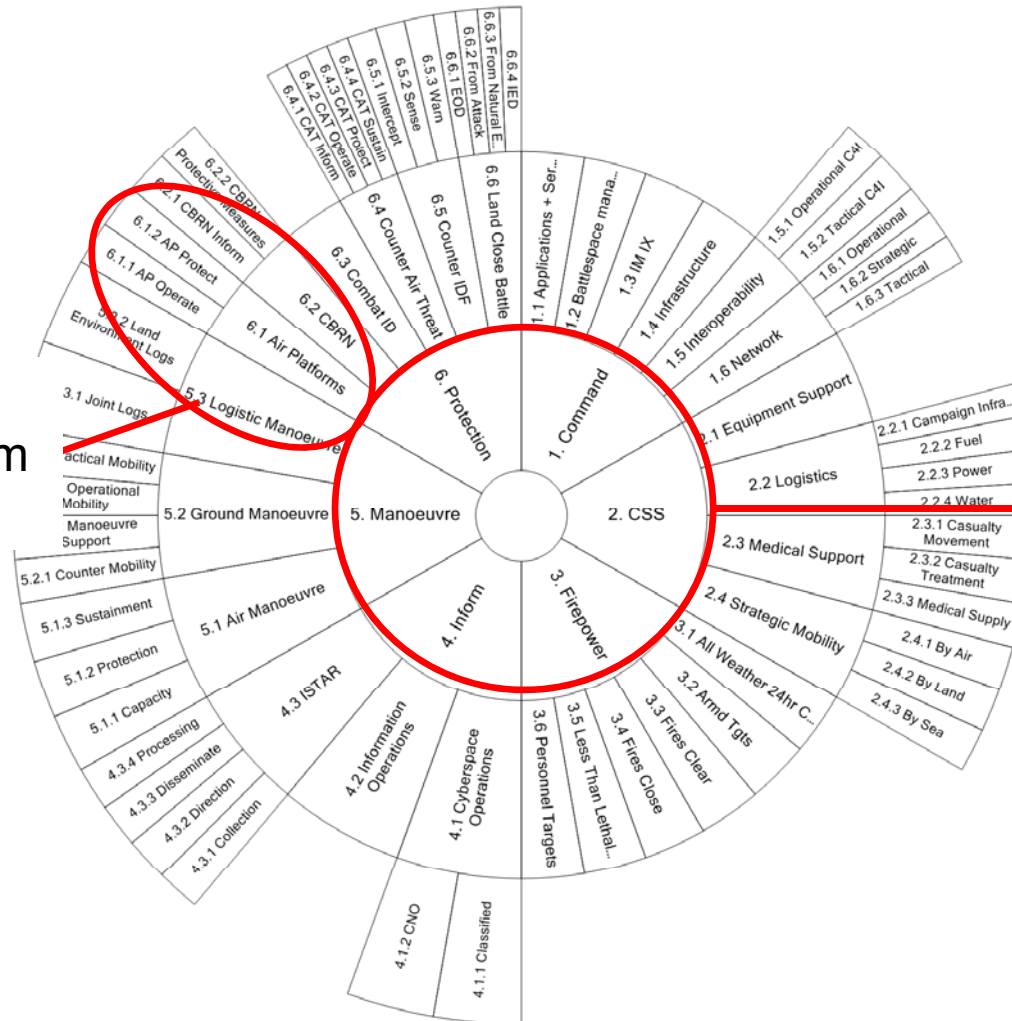 1. Command
1.1 Applications + Ser...
1.2 Battlespace mana...
1.3 IM IX
1.4 Infrastructure
1.5 Interoperability
1.5.1 Operational C4I
1.5.2 Tactical C4I
1.6 Network
1.6.1 Operational
1.6.2 Strategic
1.6.3 Tactical
2. CSS
2.1 Equipment Support
2.2 Logistics
2.2.1 Campaign Infra...
2.2.2 Fuel
2.2.3 Power
2.2.4 Water
2.3 Medical Support
2.3.1 Casualty
Movement
2.3.2 Casualty
Treatment
2.3.3 Medical Supply
2.4 Strategic Mobility
2.4.1 By Air
2.4.2 By Land
2.4.3 By Sea
3. Firepower
3.1 All Weather 24hr C...
3.2 Armd Tgts
3.3 Fires Clear
3.4 Fires Close
3.5 Less Than Lethal...
3.6 Personnel Targets
4. Inform
4.1 Cyberspace
Operations
4.1.1 Classified
4.1.2 CNO
4.2 Information
Operations
4.3 ISTAR
4.3.1 Collection
4.3.2 Direction
4.3.3 Disseminate
4.3.4 Processing
5. Manoeuvre
5.1 Air Manoeuvre
5.1.1 Capacity
5.1.2 Protection
5.1.3 Sustainment
5.2 Ground Manoeuvre
5.2.1 Counter Mobility
Manoeuvre
Support
Operational
Mobility
actical Mobility
5.3 Logistic Manoeuvre
3.1 Joint Logs
5.3.2 Land
Environment Logs
6. Protection
6.1 Air Platforms
6.1.1 AP Operate
6.1.2 AP Protect
6.2 CBRN
6.2.1 CBRN Inform
6.2.2 CBRN
Protective Measures
6.3 Combat ID
6.4 Counter Air Threat
6.4.1 CAT Inform
6.4.2 CAT Operate
6.4.3 CAT Protect
6.4.4 CAT Sustain
6.5 Counter IDF
6.5.1 Intercept
6.5.2 Sense
6.5.3 Warn
6.6 Land Close Battle
6.6.1 EOD
6.6.2 From Attack
6.6.3 From Natural E...
6.6.4 IED
m